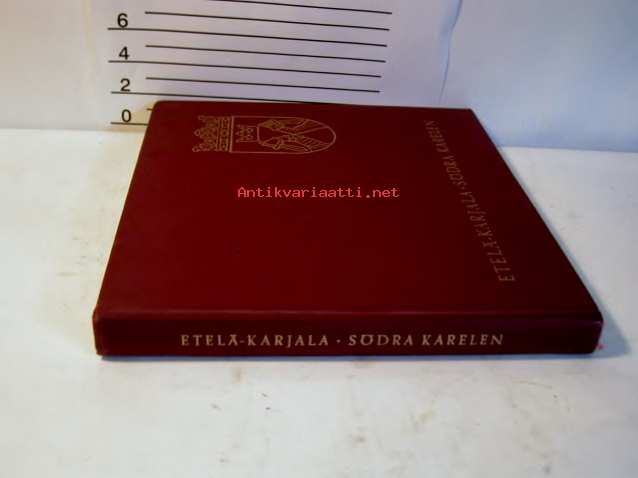 6
4
2
0
ETELÄ-KARJALA · SÖDRA KARELEN
Antikvariaatti.net
ETELÄ-KARJALA · SÖDRA KARELEN